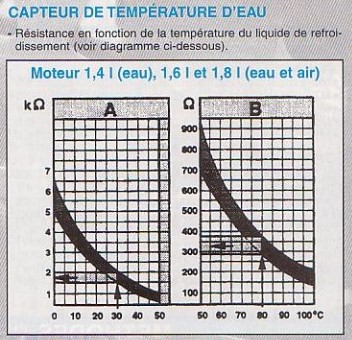 CAPTEUR DE TEMPÉRATURE D'EAU
- Résistance en fonction de la température du liquide de refroi-
dissement (voir diagramme ci-dessous).
Moteur 1,4 l (eau), 1,6 l et 1,8 l (eau et air)
kΩ A Ω B
900
800
7 700
6 600
5 500
4 400
3 300
2 200
1 100
0 10 20 30 40 50 50 60 70 80 90 100°C